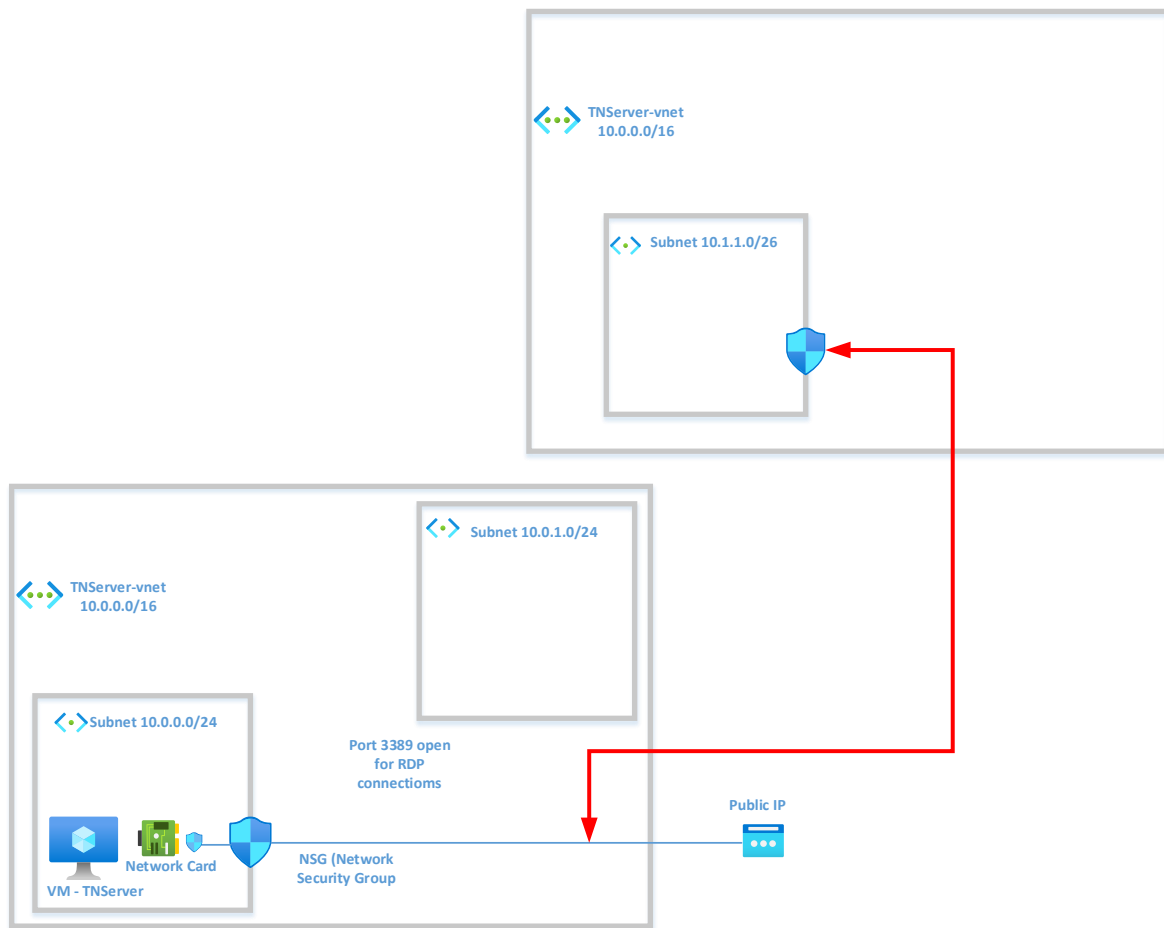 TNServer-vnet
10.0.0.0/16
Subnet 10.1.1.0/26
Subnet 10.0.1.0/24
TNServer-vnet
10.0.0.0/16
Subnet 10.0.0.0/24
Port 3389 open
for RDP
connectioms
Public IP
Network Card
NSG (Network
Security Group
VM - TNServer